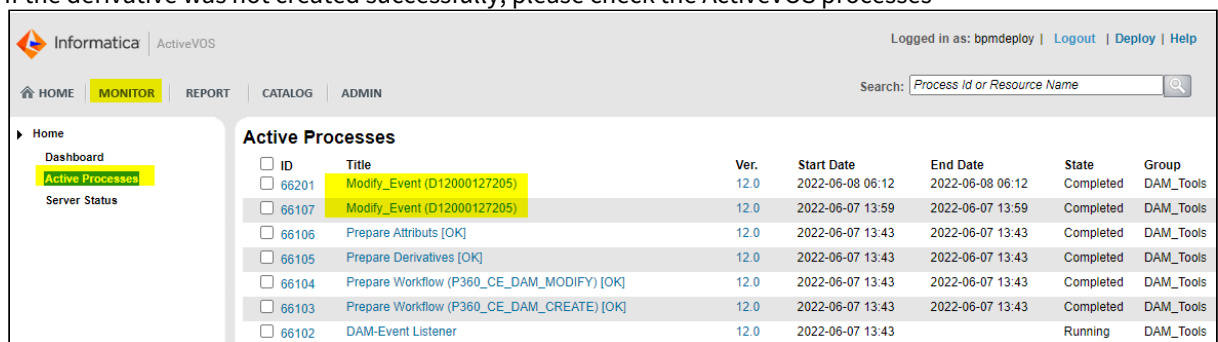 If the derivative was not created successfully, please check the ActiveVOS processes
Informatica ActiveVOS Logged in as: bpmdeploy | Logout | Deploy | Help
HOME MONITOR REPORT CATALOG ADMIN Search: Process Id or Resource Name
Home
Dashboard
Active Processes
Server Status
Active Processes
ID Title Ver. Start Date End Date State Group
66201 Modify_Event (D12000127205) 12.0 2022-06-08 06:12 2022-06-08 06:12 Completed DAM_Tools
66107 Modify_Event (D12000127205) 12.0 2022-06-07 13:59 2022-06-07 13:59 Completed DAM_Tools
66106 Prepare Attributs [OK] 12.0 2022-06-07 13:43 2022-06-07 13:43 Completed DAM_Tools
66105 Prepare Derivatives [OK] 12.0 2022-06-07 13:43 2022-06-07 13:43 Completed DAM_Tools
66104 Prepare Workflow (P360_CE_DAM_MODIFY) [OK] 12.0 2022-06-07 13:43 2022-06-07 13:43 Completed DAM_Tools
66103 Prepare Workflow (P360_CE_DAM_CREATE) [OK] 12.0 2022-06-07 13:43 2022-06-07 13:43 Completed DAM_Tools
66102 DAM-Event Listener 12.0 2022-06-07 13:43 Running DAM_Tools